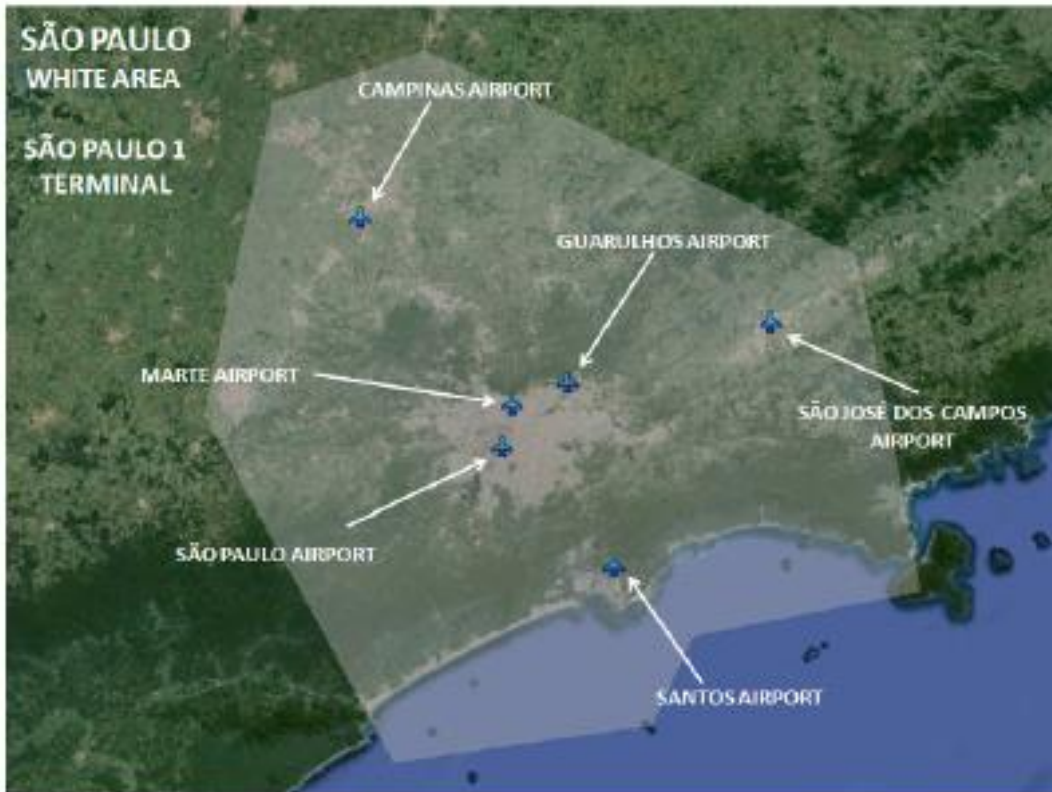 SÃO PAULO
WHITE AREA
SÃO PAULO 1
TERMINAL
CAMPINAS AIRPORT
GUARULHOS AIRPORT
MARTE AIRPORT
SÃO JOSÉ DOS CAMPOS
AIRPORT
SÃO PAULO AIRPORT
SANTOS AIRPORT